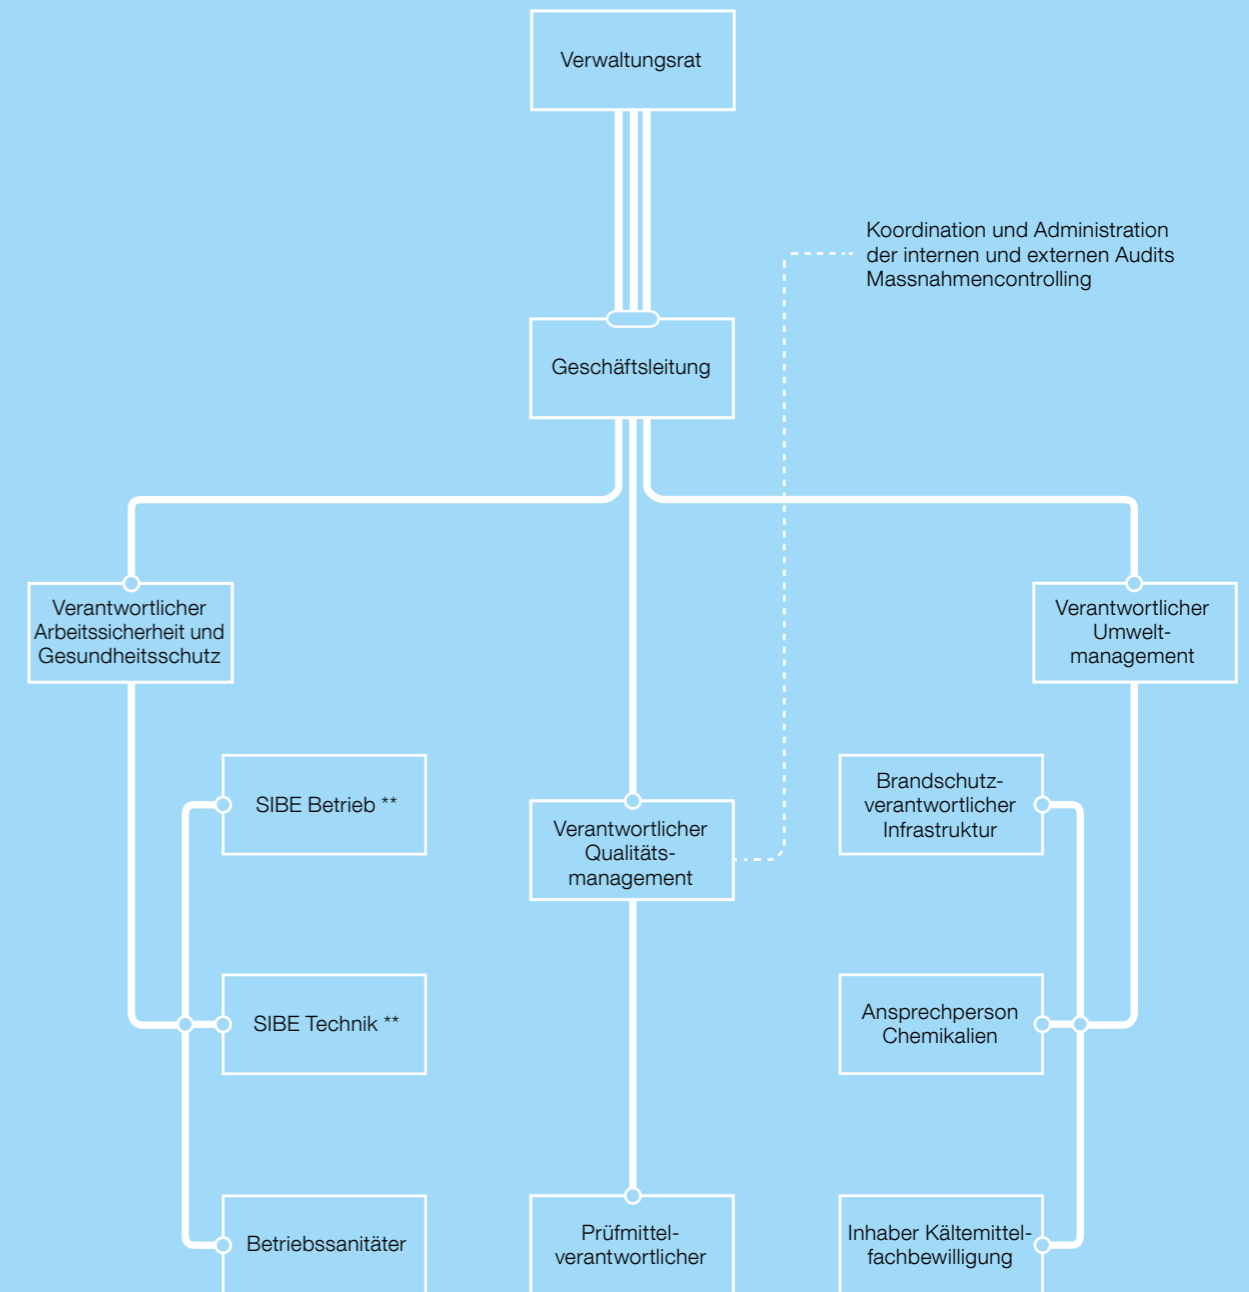 Verwaltungsrat
Koordination und Administration
der internen und externen Audits
Massnahmencontrolling
Geschäftsleitung
Verantwortlicher
Arbeitssicherheit und
Gesundheitsschutz
Verantwortlicher
Umwelt-
management
SIBE Betrieb **
Verantwortlicher
Qualitäts-
management
Brandschutz-
verantwortlicher
Infrastruktur
SIBE Technik **
Ansprechperson
Chemikalien
Betriebssanitäter
Prüfmittel-
verantwortlicher
Inhaber Kältemittel-
fachbewilligung